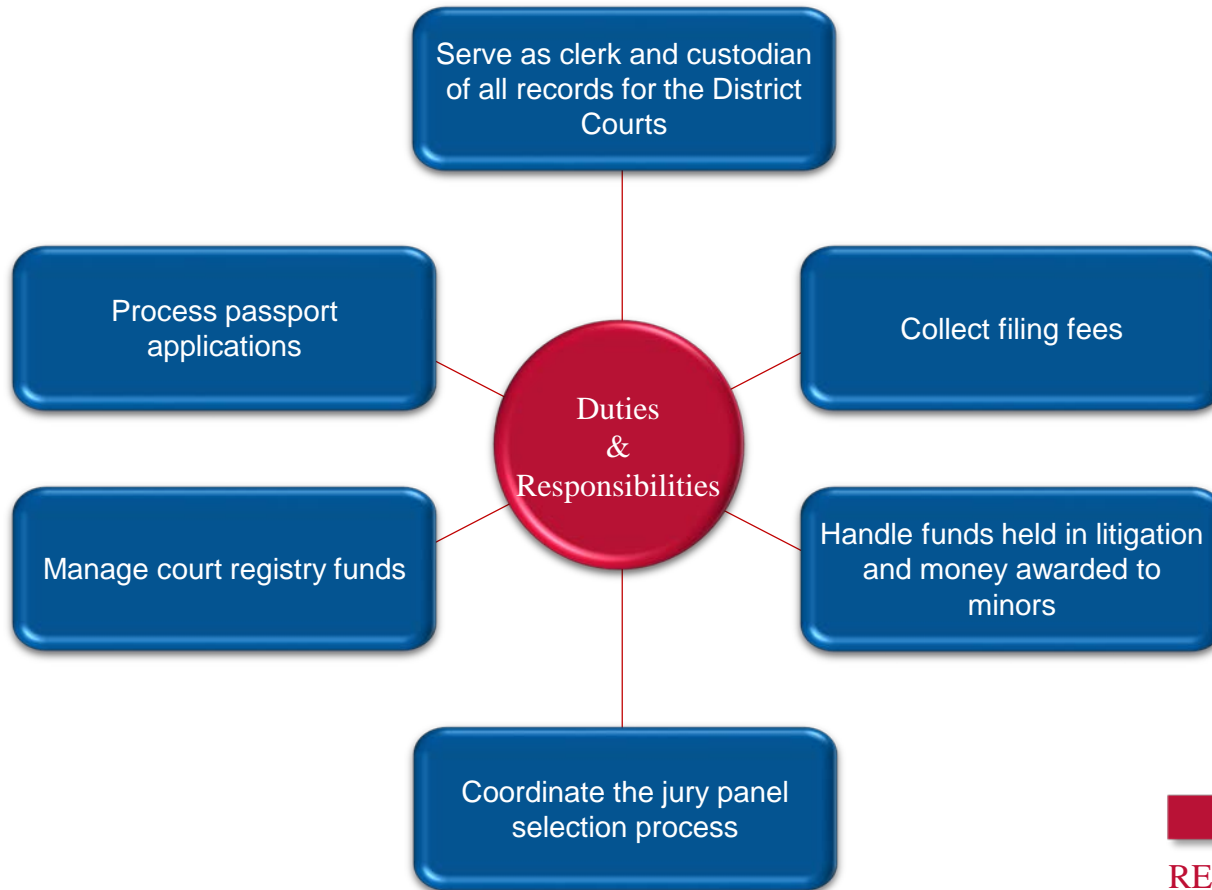 Serve as clerk and custodian
of all records for the District
Courts
Process passport
applications
Collect filing fees
Duties
&
Responsibilities
Manage court registry funds
Handle funds held in litigation
and money awarded to
minors
Coordinate the jury panel
selection process
RE